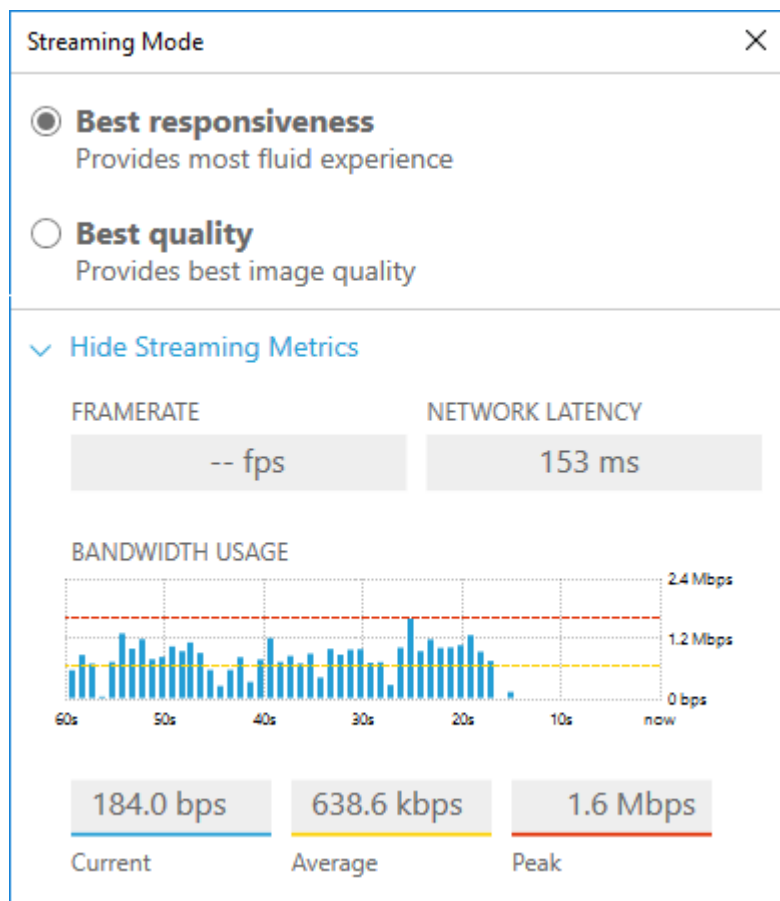 Streaming Mode
Best responsiveness
Provides most fluid experience
Best quality
Provides best image quality
Hide Streaming Metrics
FRAMERATE NETWORK LATENCY
-- fps 153 ms
BANDWIDTH USAGE
2.4 Mbps
1.2 Mbps
0 bps
60s 50s 40s 30s 20s 10s now
184.0 bps 638.6 kbps 1.6 Mbps
Current Average Peak